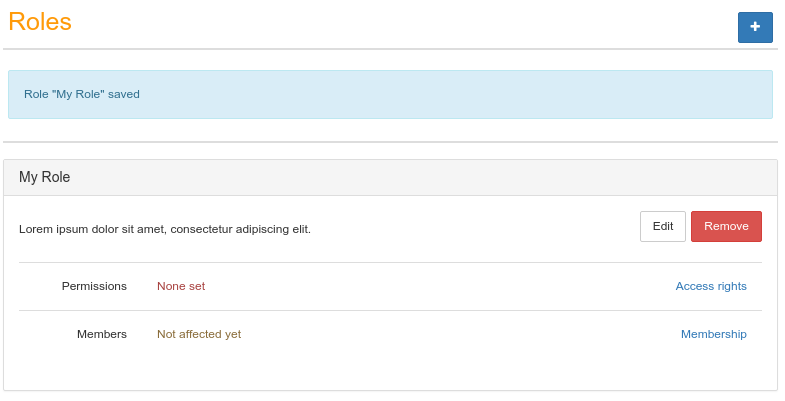 Roles
+
Role "My Role" saved
My Role
Lorem ipsum dolor sit amet, consectetur adipiscing elit.
Edit
Remove
Permissions
None set
Access rights
Members
Not affected yet
Membership